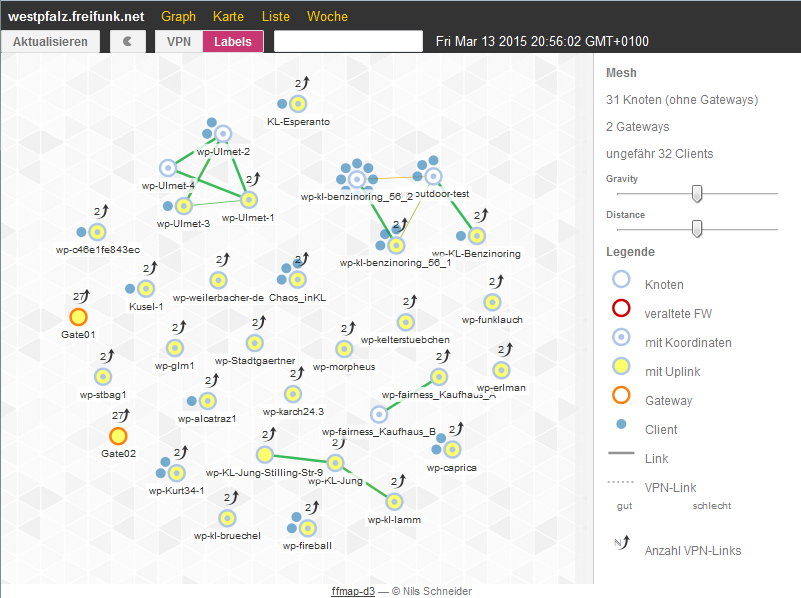 westpfalz.freifunk.net Graph Karte Liste Woche
Aktualisieren VPN Labels Fri Mar 13 2015 20:56:02 GMT+0100
2
KL-Esperanto
wp-Ulmet-2
wp-Ulmet-4
2
wp-Ulmet-3
wp-Ulmet-1
wp-kl-benzinoring_56_2
outdoor-test
2
wp-kl-benzinoring_56_1
2
wp-KL-Benzinoring
2
wp-c46e1fe843ec
2
Kusel-1
2
wp-weilerbacher-de
2
Chaos_inKL
27
Gate01
2
wp-glm1
2
wp-Stadtgaertner
2
wp-morpheus
2
wp-kelterstuebchen
2
wp-funklauch
2
wp-stbag1
2
wp-alcatraz1
2
wp-karch24.3
2
wp-fairness_Kaufhaus_A
2
wp-erlman
wp-fairness_Kaufhaus_B
27
Gate02
2
wp-Kurt34-1
2
wp-KL-Jung-Stilling-Str-9
2
wp-KL-Jung
2
wp-caprica
2
wp-kl-bruechel
2
wp-fireball
2
wp-kl-lamm
Mesh
31 Knoten (ohne Gateways)
2 Gateways
ungefähr 32 Clients
Gravity
Distance
Legende
Knoten
veraltete FW
mit Koordinaten
mit Uplink
Gateway
Client
Link
VPN-Link
gut schlecht
ℕ Anzahl VPN-Links
ffmap-d3 — © Nils Schneider